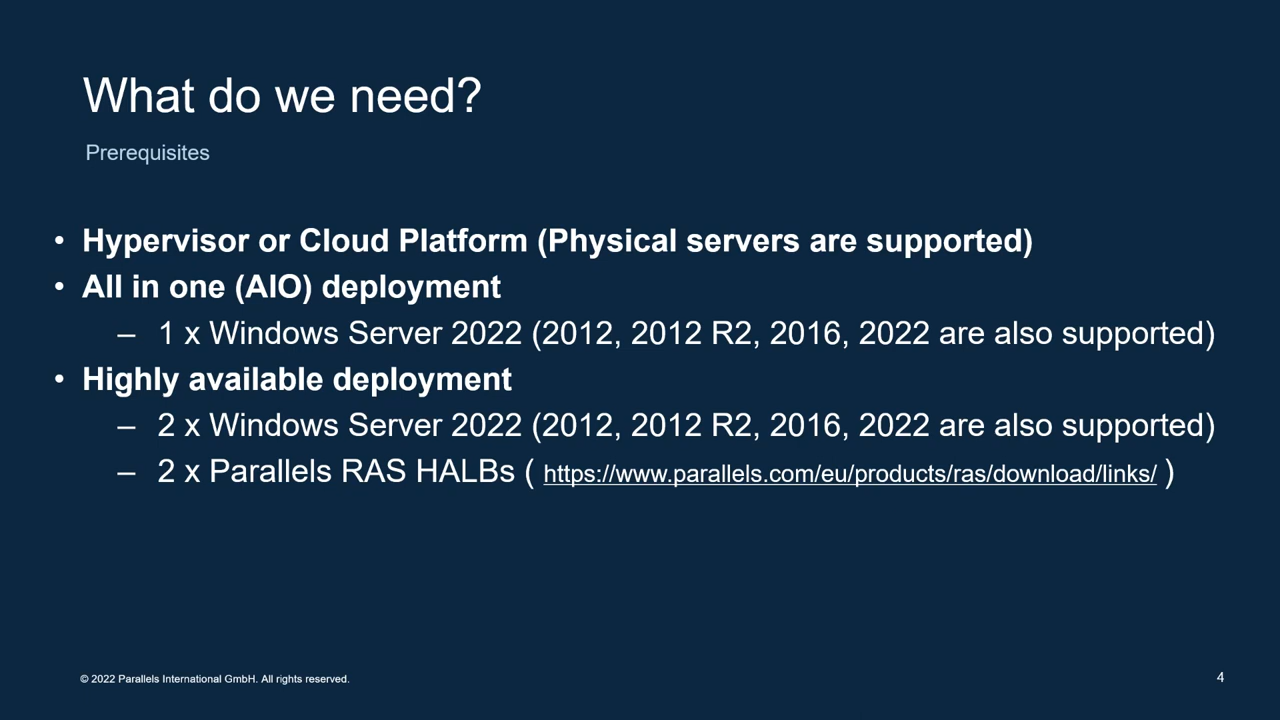 What do we need?
Prerequisites
• Hypervisor or Cloud Platform (Physical servers are supported)
• All in one (AIO) deployment
– 1 x Windows Server 2022 (2012, 2012 R2, 2016, 2022 are also supported)
• Highly available deployment
– 2 x Windows Server 2022 (2012, 2012 R2, 2016, 2022 are also supported)
– 2 x Parallels RAS HALBs ( https://www.parallels.com/eu/products/ras/download/links/ )
© 2022 Parallels International GmbH. All rights reserved.
4